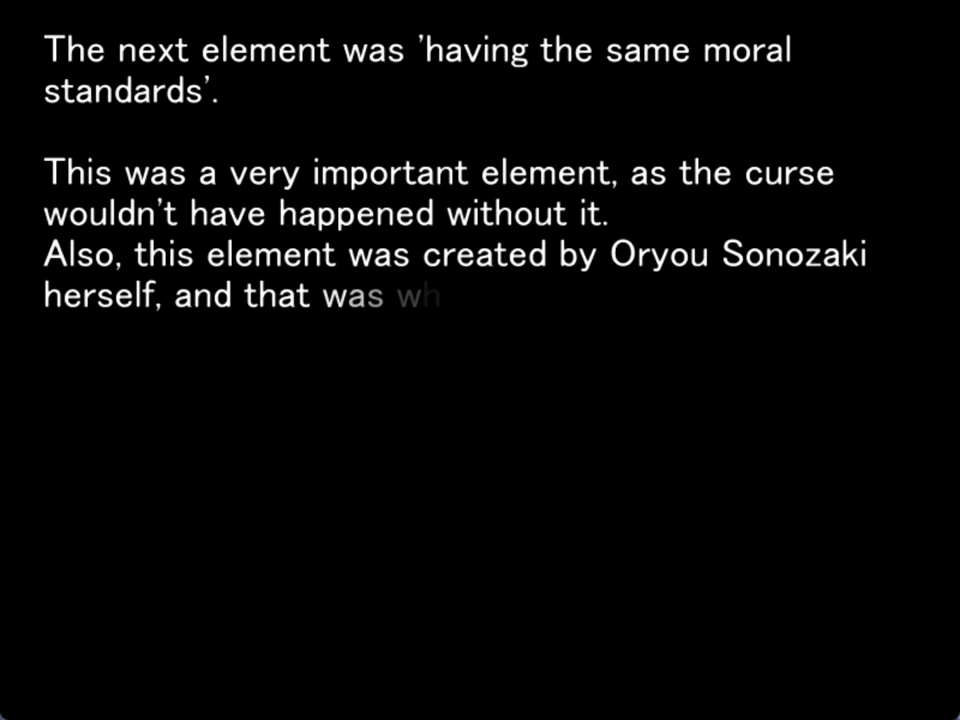 The next element was 'having the same moral
standards'.
This was a very important element, as the curse
wouldn't have happened without it.
Also, this element was created by Oryou Sonozaki
herself, and that was wh